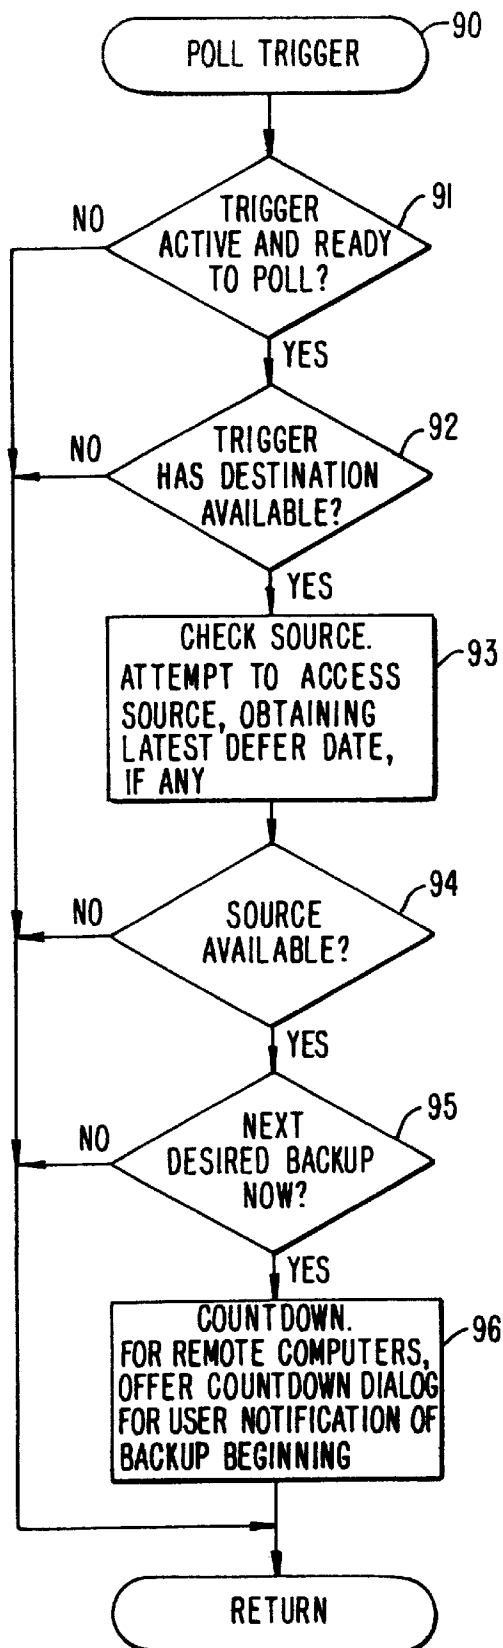 POLL TRIGGER
90
TRIGGER
ACTIVE AND READY
TO POLL?
91
NO
YES
TRIGGER
HAS DESTINATION
AVAILABLE?
92
NO
YES
CHECK SOURCE.
ATTEMPT TO ACCESS
SOURCE, OBTAINING
LATEST DEFER DATE,
IF ANY
93
SOURCE
AVAILABLE?
94
NO
YES
NEXT
DESIRED BACKUP
NOW?
95
NO
YES
COUNTDOWN.
FOR REMOTE COMPUTERS,
OFFER COUNTDOWN DIALOG
FOR USER NOTIFICATION OF
BACKUP BEGINNING
96
RETURN